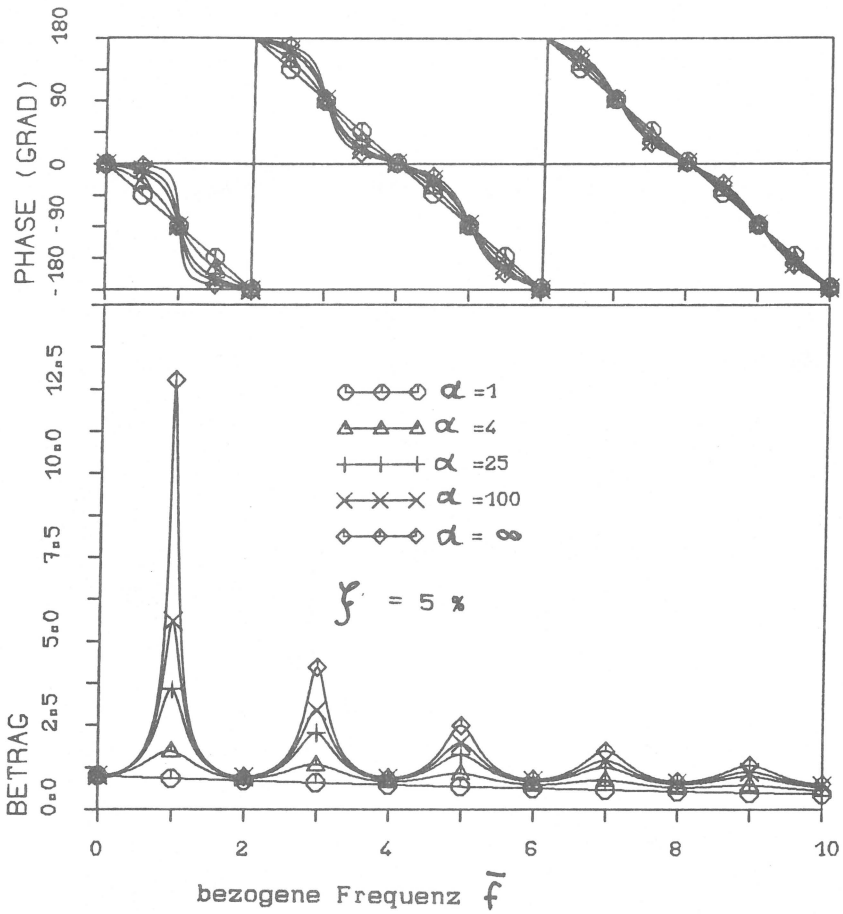 PHASE (GRAD)
180
90
0
-90
-180
BETRAG
12.5
10.0
7.5
5.0
2.5
0.0
α =1
α =4
α =25
α =100
α = ∞
ξ = 5 %
0 2 4 6 8 10
bezogene Frequenz f̄